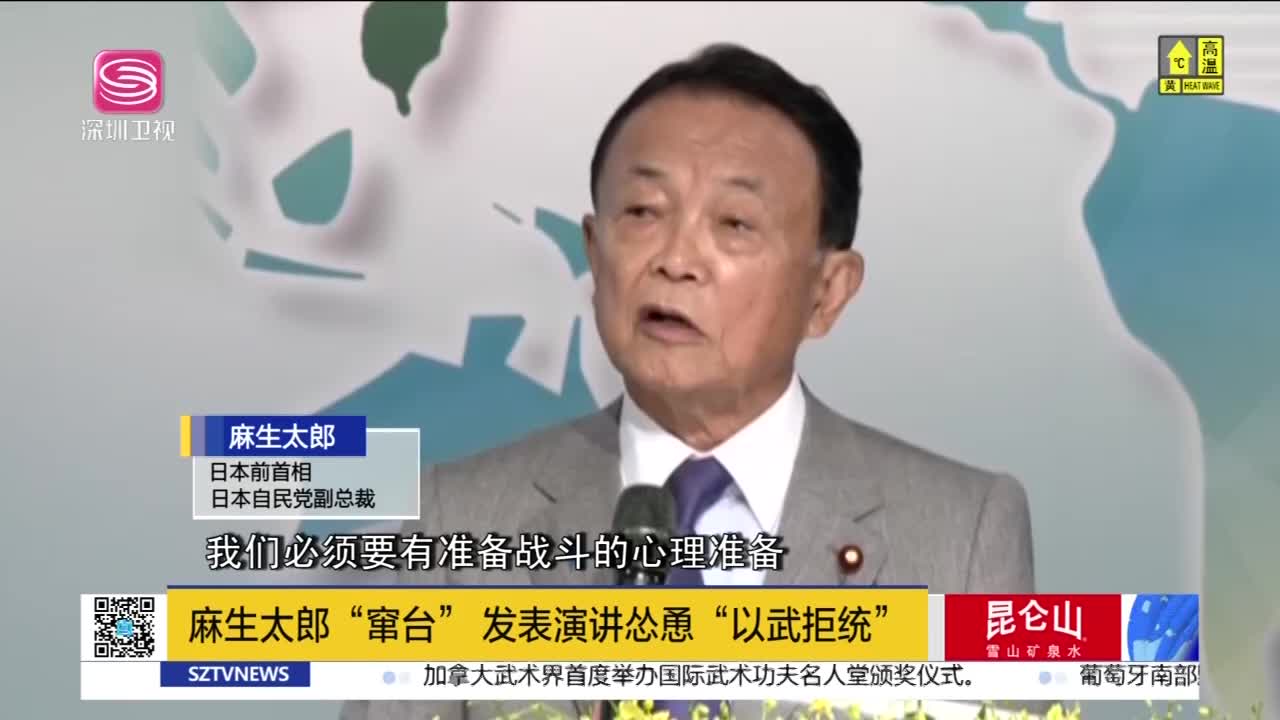 深圳卫视
℃
高温
黄
HEAT WAVE
麻生太郎
日本前首相
日本自民党副总裁
我们必须要有准备战斗的心理准备
麻生太郎“窜台” 发表演讲怂恿“以武拒统”
昆仑山
雪山矿泉水
SZTVNEWS
加拿大武术界首度举办国际武术功夫名人堂颁奖仪式。
葡萄牙南部